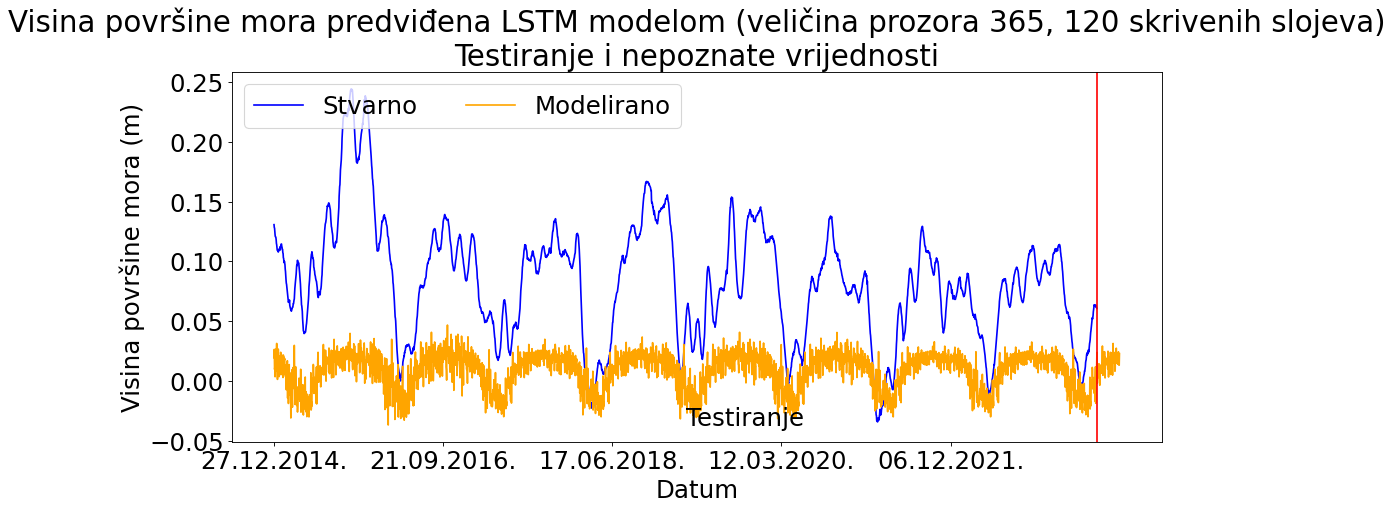 Visina površine mora predviđena LSTM modelom (veličina prozora 365, 120 skrivenih slojeva)
Testiranje i nepoznate vrijednosti
Visina površine mora (m)
0.25
0.20
0.15
0.10
0.05
0.00
−0.05
Stvarno
Modelirano
Testiranje
27.12.2014.
21.09.2016.
17.06.2018.
12.03.2020.
06.12.2021.
Datum